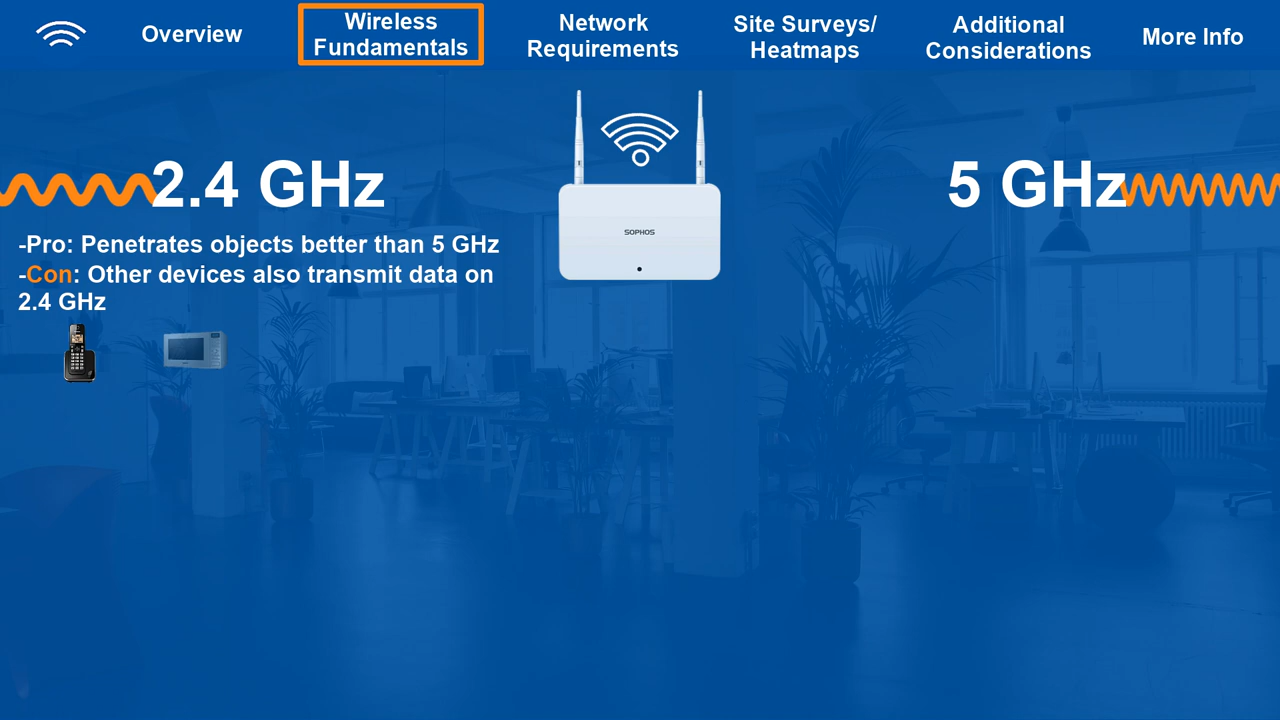 Overview
Wireless
Fundamentals
Network
Requirements
Site Surveys/
Heatmaps
Additional
Considerations
More Info
2.4 GHz
5 GHz
SOPHOS
-Pro: Penetrates objects better than 5 GHz
-Con: Other devices also transmit data on
2.4 GHz